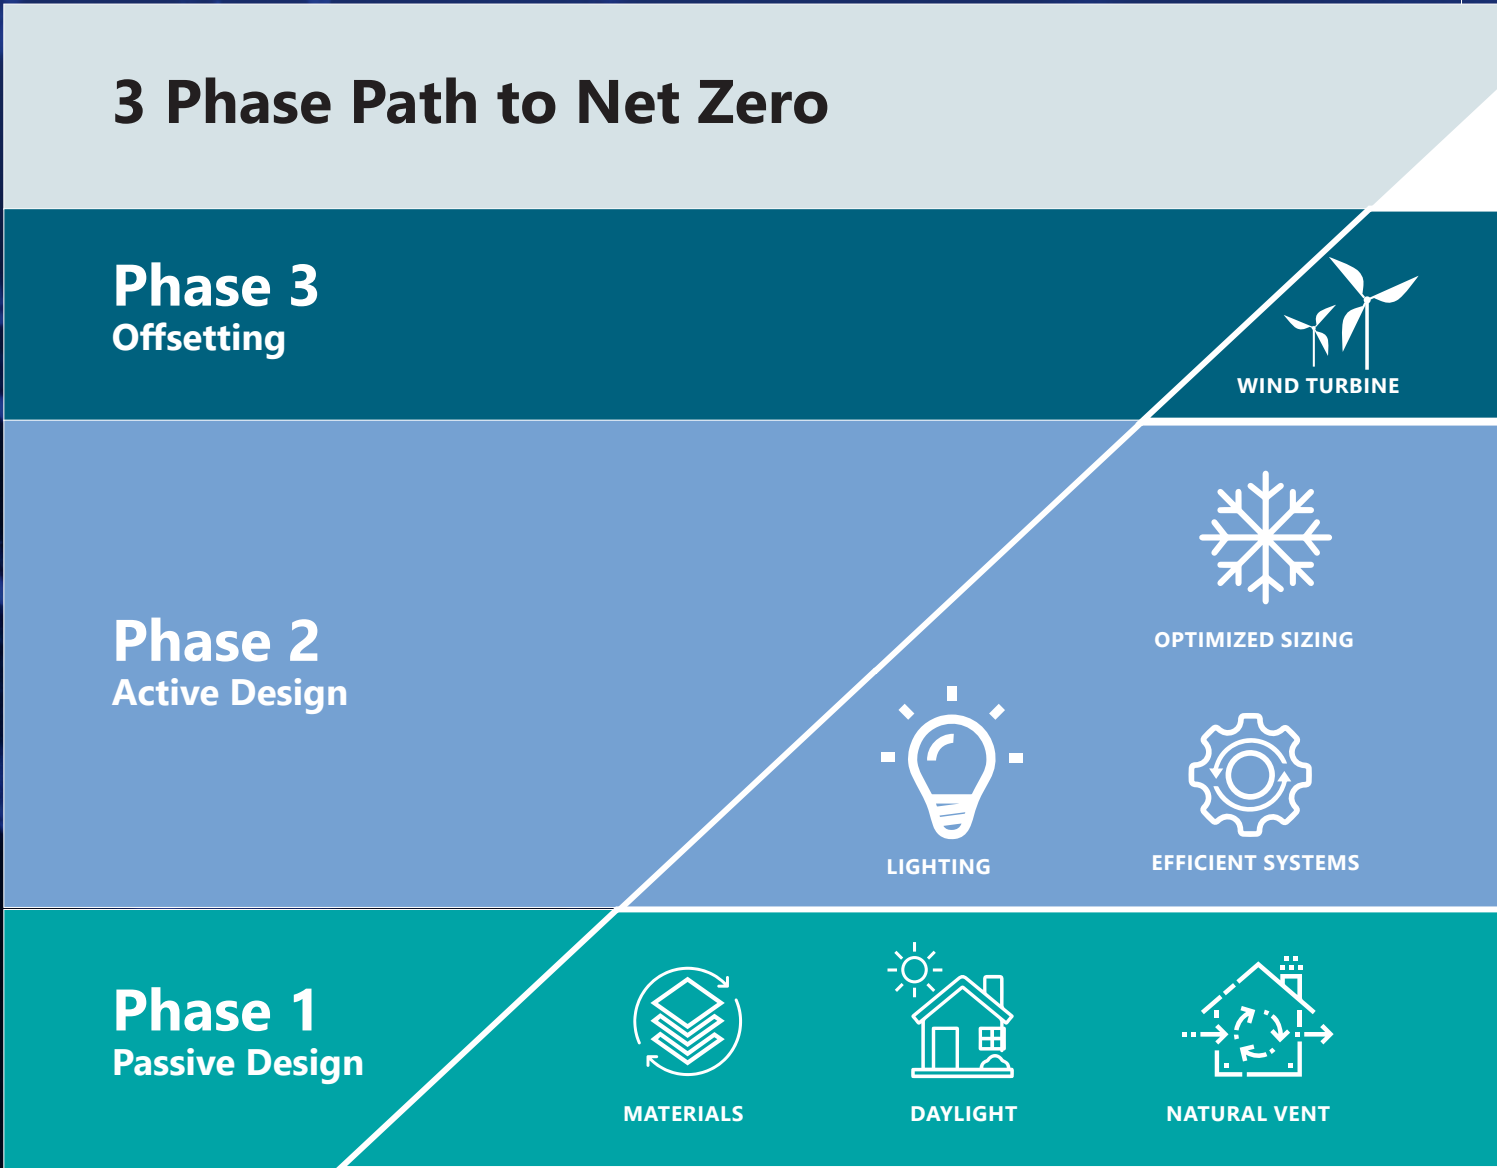 3 Phase Path to Net Zero
Phase 3
Offsetting
WIND TURBINE
Phase 2
Active Design
OPTIMIZED SIZING
LIGHTING
EFFICIENT SYSTEMS
Phase 1
Passive Design
MATERIALS
DAYLIGHT
NATURAL VENT